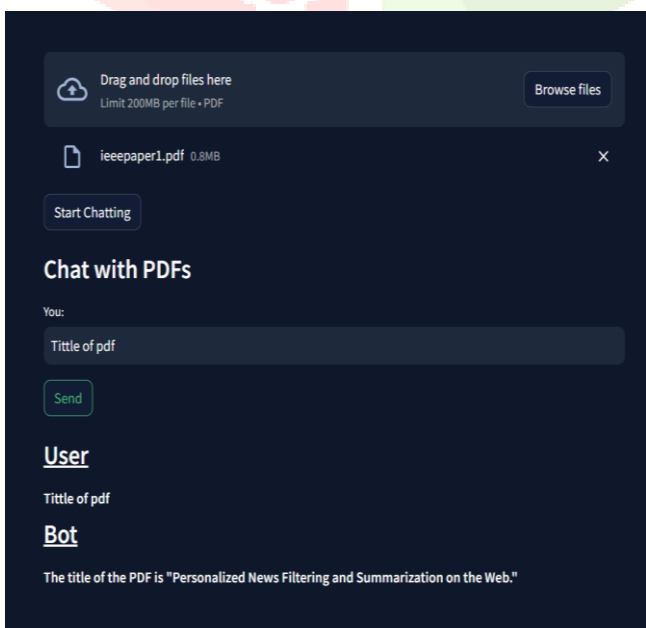 Drag and drop files here
Browse files
Limit 200MB per file • PDF
ieeepaper1.pdf 0.8MB
X
Start Chatting
Chat with PDFs
You:
Tittle of pdf
Send
User
Tittle of pdf
Bot
The title of the PDF is "Personalized News Filtering and Summarization on the Web."